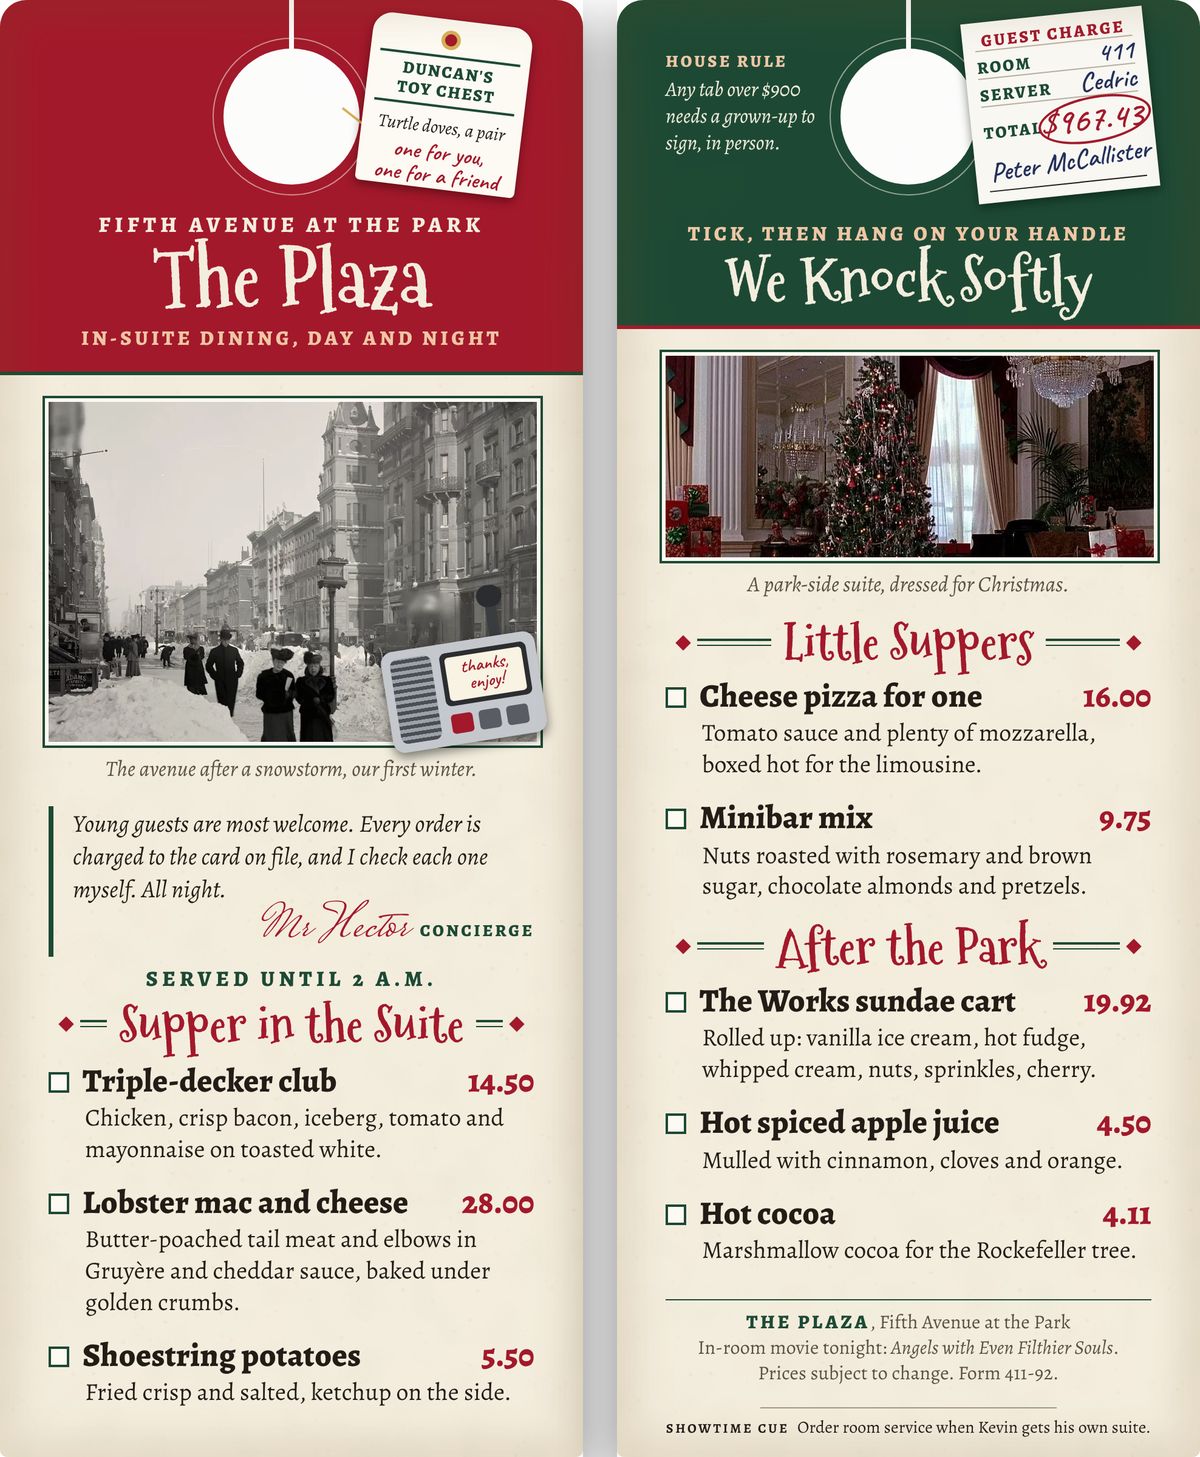 DUNCAN'S
TOY CHEST
Turtle doves, a pair
one for you,
one for a friend
FIFTH AVENUE AT THE PARK
The Plaza
IN-SUITE DINING, DAY AND NIGHT
thanks,
enjoy!
The avenue after a snowstorm, our first winter.
Young guests are most welcome. Every order is
charged to the card on file, and I check each one
myself. All night.
Mr Hector CONCIERGE
SERVED UNTIL 2 A.M.
Supper in the Suite
Triple-decker club 14.50
Chicken, crisp bacon, iceberg, tomato and
mayonnaise on toasted white.
Lobster mac and cheese 28.00
Butter-poached tail meat and elbows in
Gruyère and cheddar sauce, baked under
golden crumbs.
Shoestring potatoes 5.50
Fried crisp and salted, ketchup on the side.
HOUSE RULE
Any tab over $900
needs a grown-up to
sign, in person.
GUEST CHARGE
ROOM 411
SERVER Cedric
TOTAL $967.43
Peter McCallister
TICK, THEN HANG ON YOUR HANDLE
We Knock Softly
A park-side suite, dressed for Christmas.
Little Suppers
Cheese pizza for one 16.00
Tomato sauce and plenty of mozzarella,
boxed hot for the limousine.
Minibar mix 9.75
Nuts roasted with rosemary and brown
sugar, chocolate almonds and pretzels.
After the Park
The Works sundae cart 19.92
Rolled up: vanilla ice cream, hot fudge,
whipped cream, nuts, sprinkles, cherry.
Hot spiced apple juice 4.50
Mulled with cinnamon, cloves and orange.
Hot cocoa 4.11
Marshmallow cocoa for the Rockefeller tree.
THE PLAZA, Fifth Avenue at the Park
In-room movie tonight: Angels with Even Filthier Souls.
Prices subject to change. Form 411-92.
SHOWTIME CUE Order room service when Kevin gets his own suite.